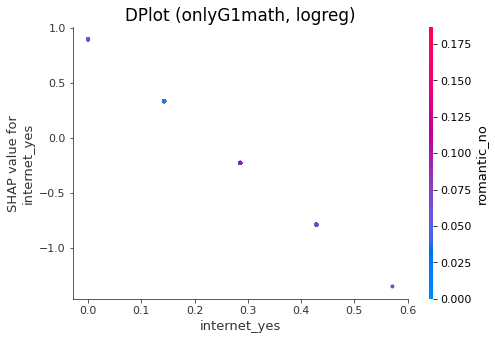 DPlot (onlyG1math, logreg)
1.0
0.5
0.0
−0.5
−1.0
SHAP value for
internet_yes
0.0 0.1 0.2 0.3 0.4 0.5 0.6
internet_yes
0.175
0.150
0.125
0.100
0.075
0.050
0.025
0.000
romantic_no